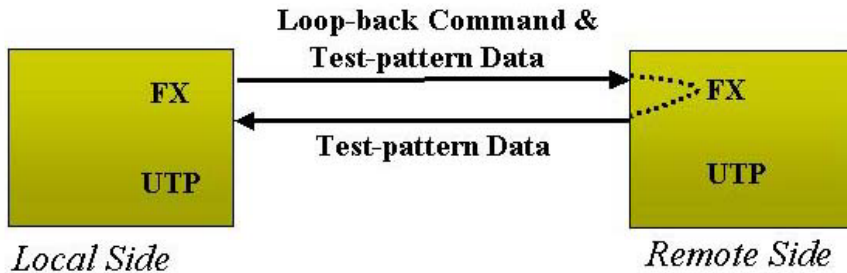 Loop-back Command &
Test-pattern Data
FX
FX
Test-pattern Data
UTP
UTP
Local Side
Remote Side